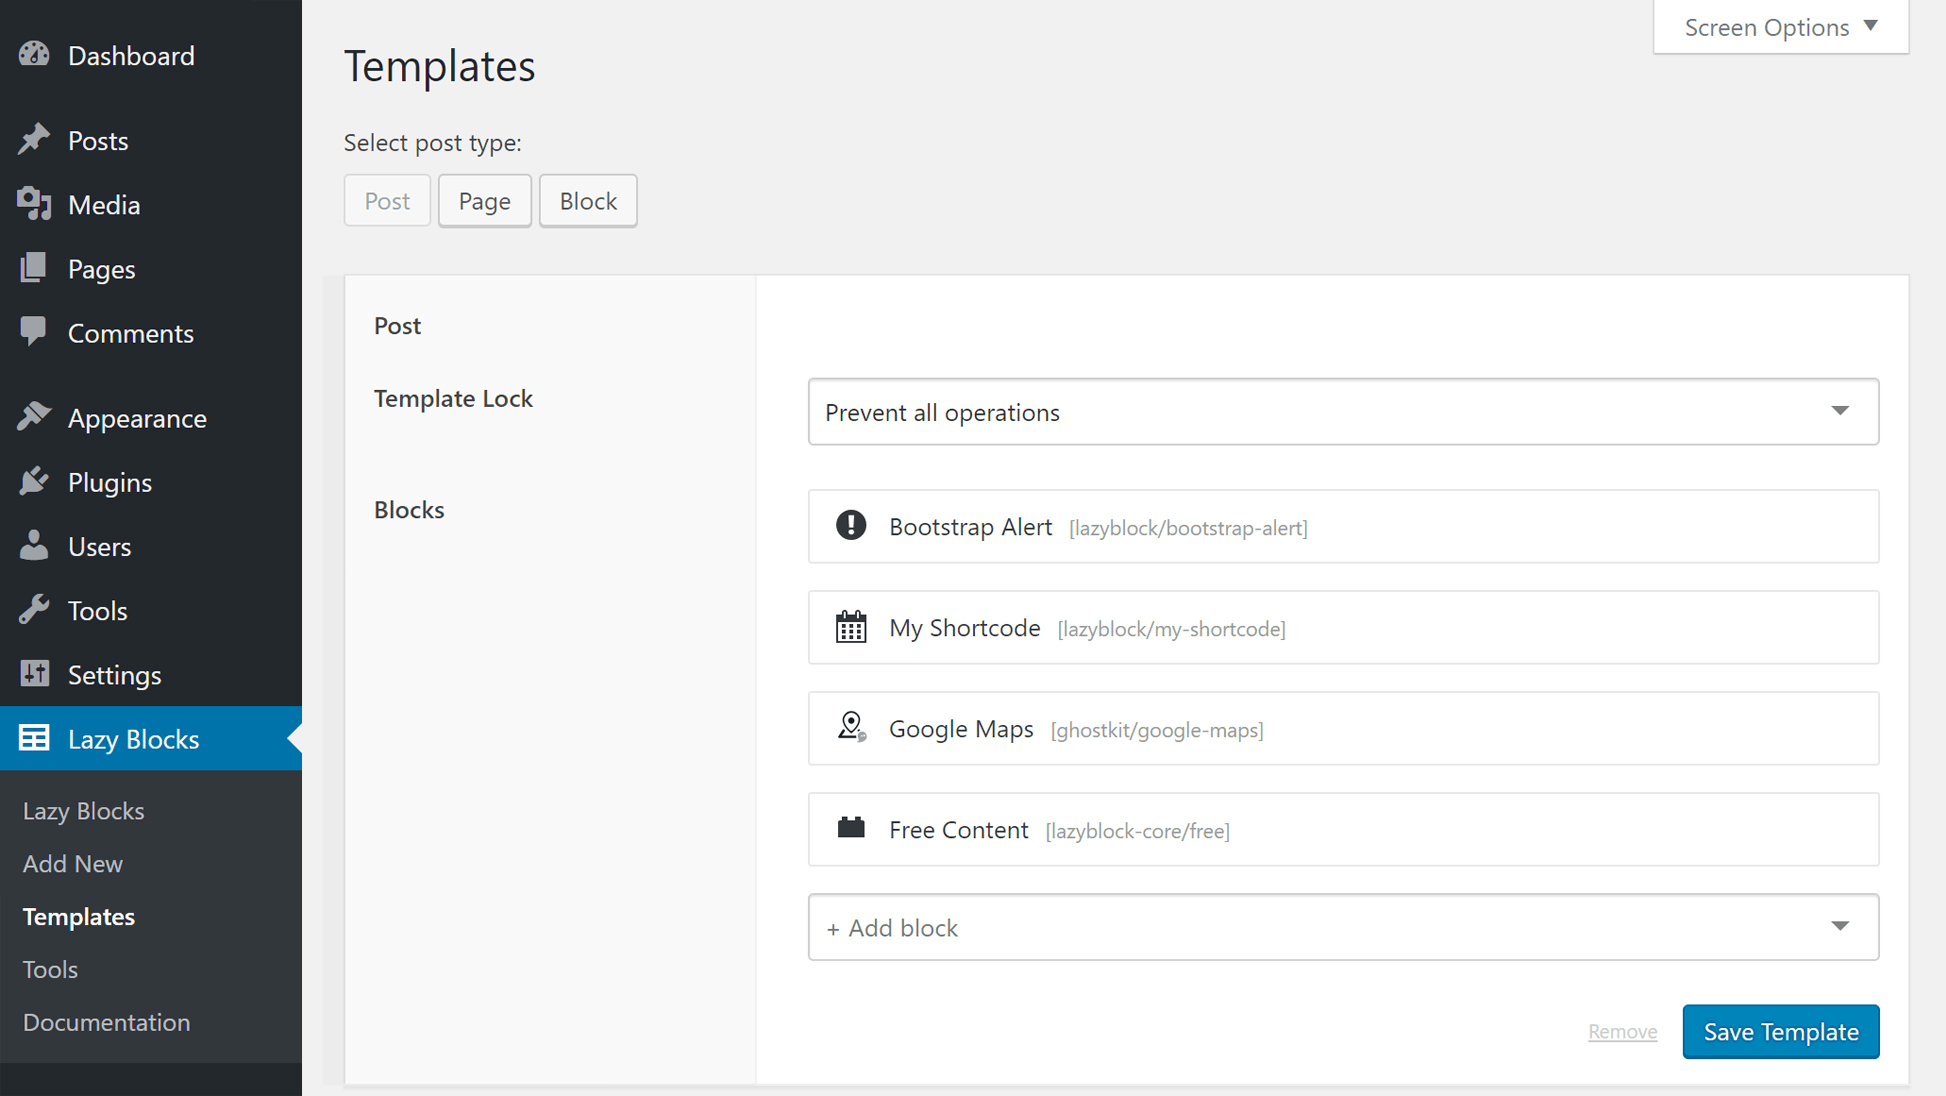 Dashboard
Posts
Media
Pages
Comments
Appearance
Plugins
Users
Tools
Settings
Lazy Blocks
Lazy Blocks
Add New
Templates
Tools
Documentation
Screen Options
Templates
Select post type:
Post Page Block
Post
Template Lock
Prevent all operations
Blocks
Bootstrap Alert [lazyblock/bootstrap-alert]
My Shortcode [lazyblock/my-shortcode]
Google Maps [ghostkit/google-maps]
Free Content [lazyblock-core/free]
+ Add block
Remove Save Template